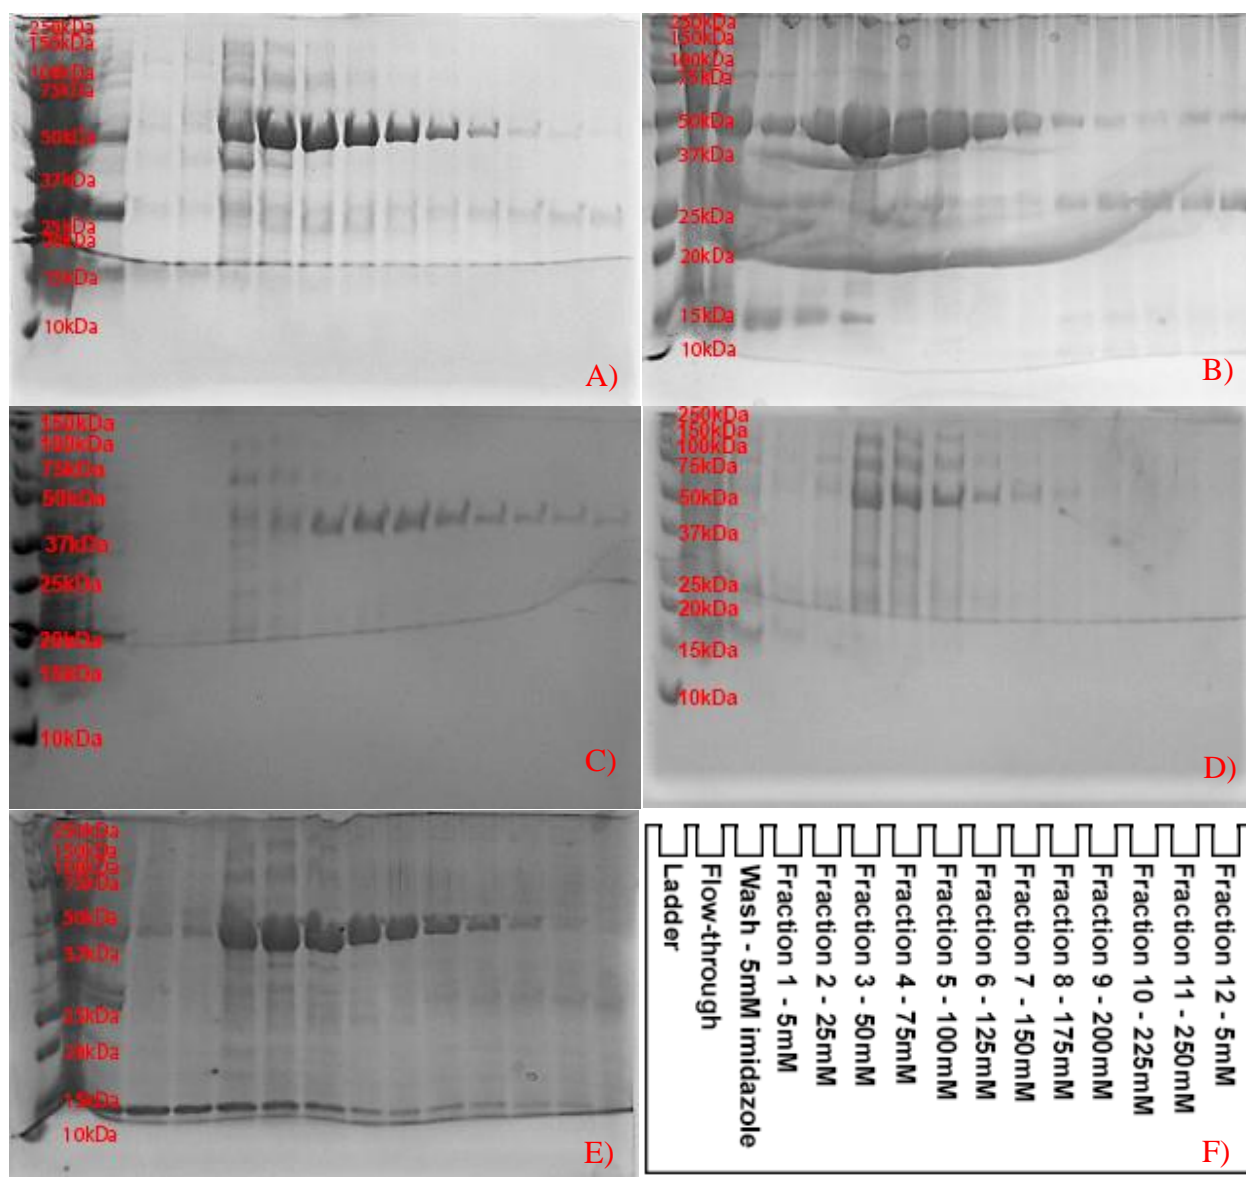 250kDa
150kDa
100kDa
75kDa
50kDa
37kDa
25kDa
20kDa
15kDa
10kDa
A)
250kDa
150kDa
100kDa
75kDa
50kDa
37kDa
25kDa
20kDa
15kDa
10kDa
B)
150kDa
100kDa
75kDa
50kDa
37kDa
25kDa
20kDa
15kDa
10kDa
C)
250kDa
150kDa
100kDa
75kDa
50kDa
37kDa
25kDa
20kDa
15kDa
10kDa
D)
250kDa
150kDa
100kDa
75kDa
50kDa
37kDa
25kDa
20kDa
15kDa
10kDa
E)
Ladder
Flow-through
Wash - 5mM imidazole
Fraction 1 - 5mM
Fraction 2 - 25mM
Fraction 3 - 50mM
Fraction 4 - 75mM
Fraction 5 - 100mM
Fraction 6 - 125mM
Fraction 7 - 150mM
Fraction 8 - 175mM
Fraction 9 - 200mM
Fraction 10 - 225mM
Fraction 11 - 250mM
Fraction 12 - 5mM
F)